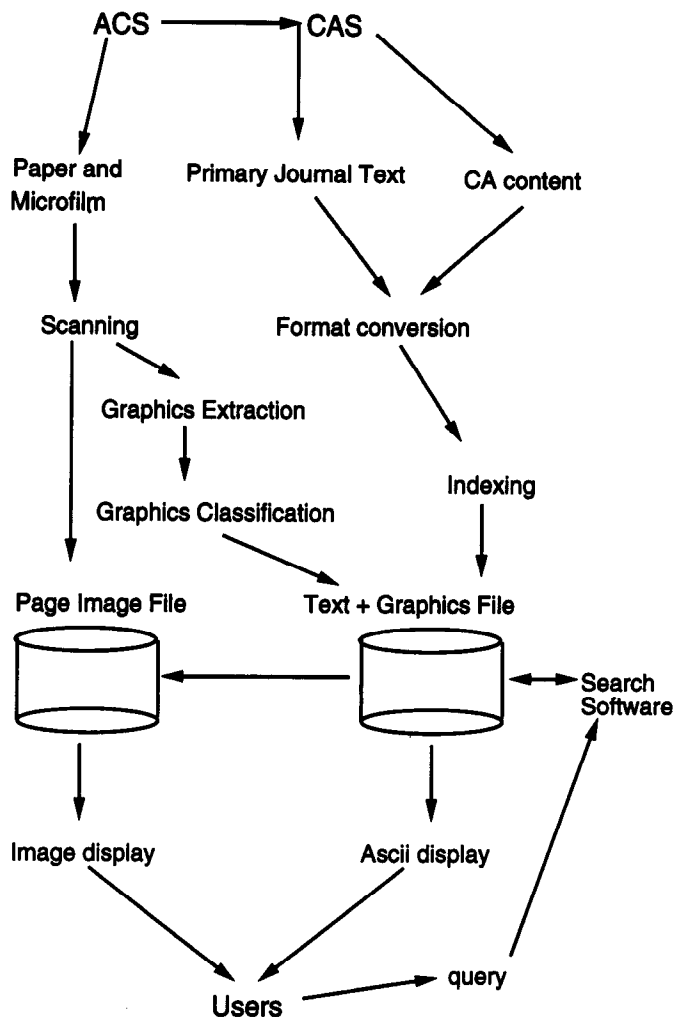 ACS
CAS
Paper and
Microfilm
Primary Journal Text
CA content
Scanning
Format conversion
Graphics Extraction
Indexing
Graphics Classification
Page Image File
Text + Graphics File
Search
Software
Image display
Ascii display
query
Users